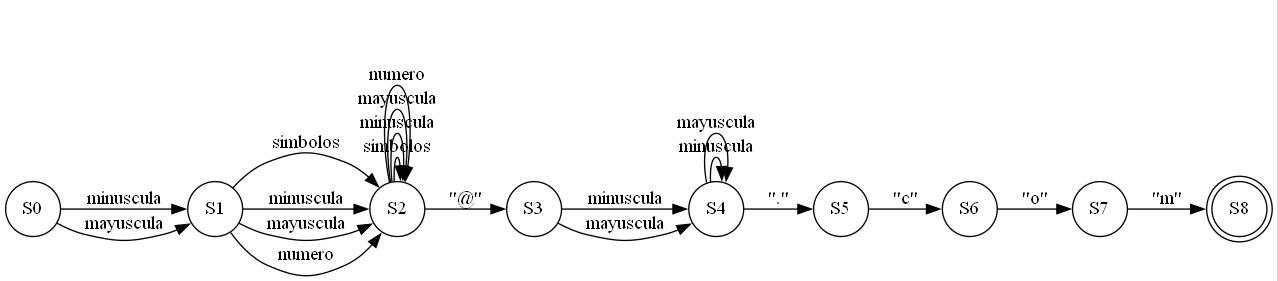 numero
mayuscula
minuscula
simbolos
simbolos
mayuscula
minuscula
S0
minuscula
mayuscula
S1
minuscula
mayuscula
numero
S2
"@"
S3
minuscula
mayuscula
S4
"."
S5
"c"
S6
"o"
S7
"m"
S8